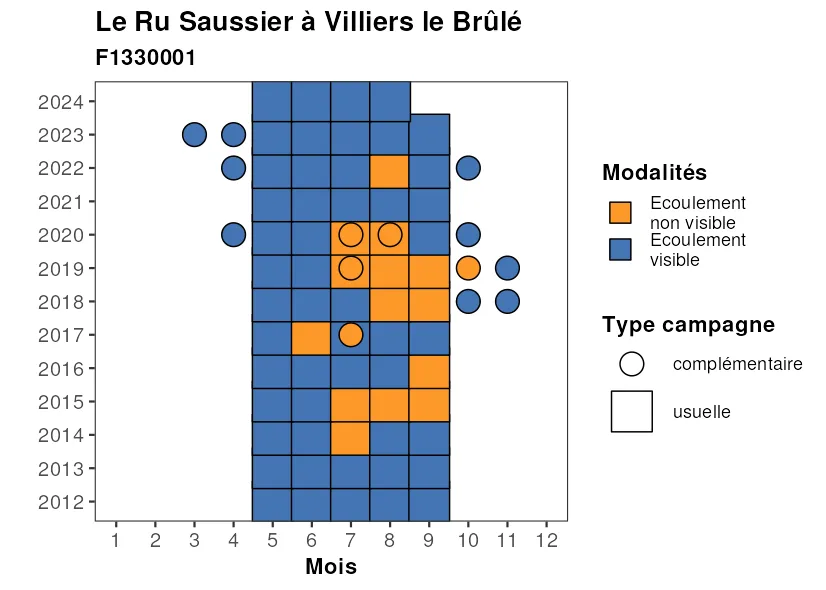 Le Ru Saussier à Villiers le Brûlé
F1330001
2024
2023
2022
2021
2020
2019
2018
2017
2016
2015
2014
2013
2012
1 2 3 4 5 6 7 8 9 10 11 12
Mois
Modalités
Ecoulement
non visible
Ecoulement
visible
Type campagne
complémentaire
usuelle